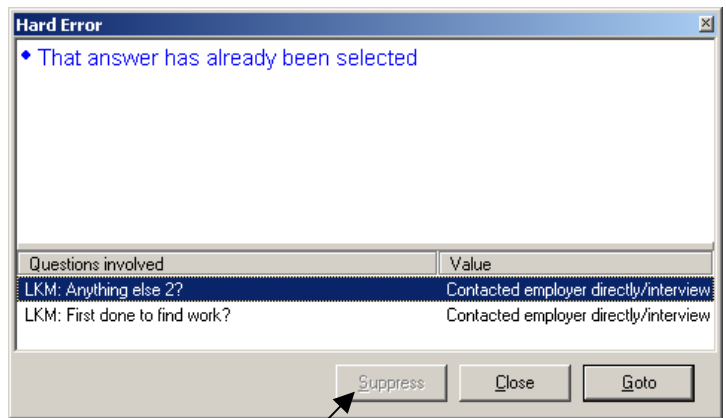 Hard Error
• That answer has already been selected
Questions involved Value
LKM: Anything else 2? Contacted employer directly/interview
LKM: First done to find work? Contacted employer directly/interview
Suppress Close Goto